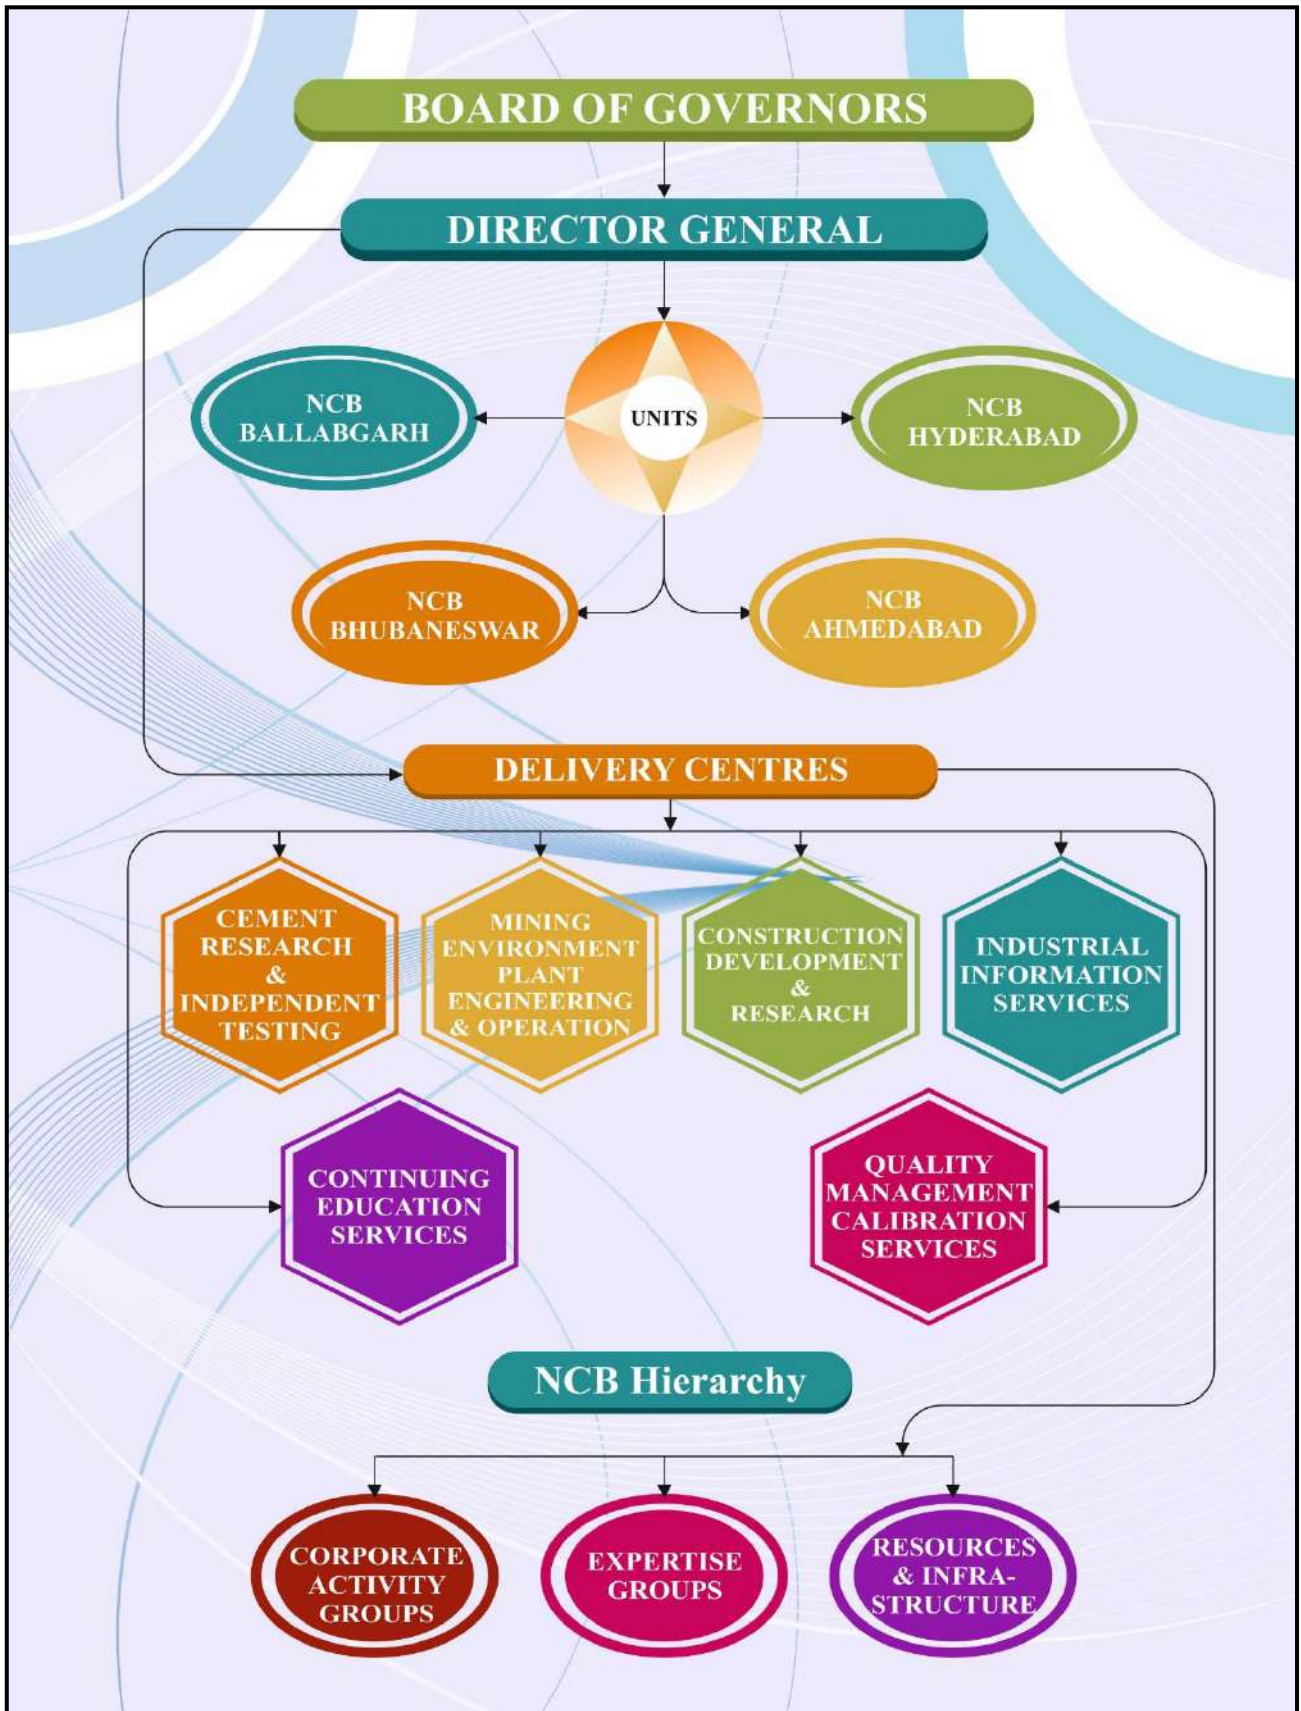 BOARD OF GOVERNORS
DIRECTOR GENERAL
UNITS
NCB
BALLABGARH
NCB
HYDERABAD
NCB
BHUBANESWAR
NCB
AHMEDABAD
DELIVERY CENTRES
CEMENT
RESEARCH
&
INDEPENDENT
TESTING
MINING
ENVIRONMENT
PLANT
ENGINEERING
& OPERATION
CONSTRUCTION
DEVELOPMENT
&
RESEARCH
INDUSTRIAL
INFORMATION
SERVICES
CONTINUING
EDUCATION
SERVICES
QUALITY
MANAGEMENT
CALIBRATION
SERVICES
NCB Hierarchy
CORPORATE
ACTIVITY
GROUPS
EXPERTISE
GROUPS
RESOURCES
& INFRA-
STRUCTURE